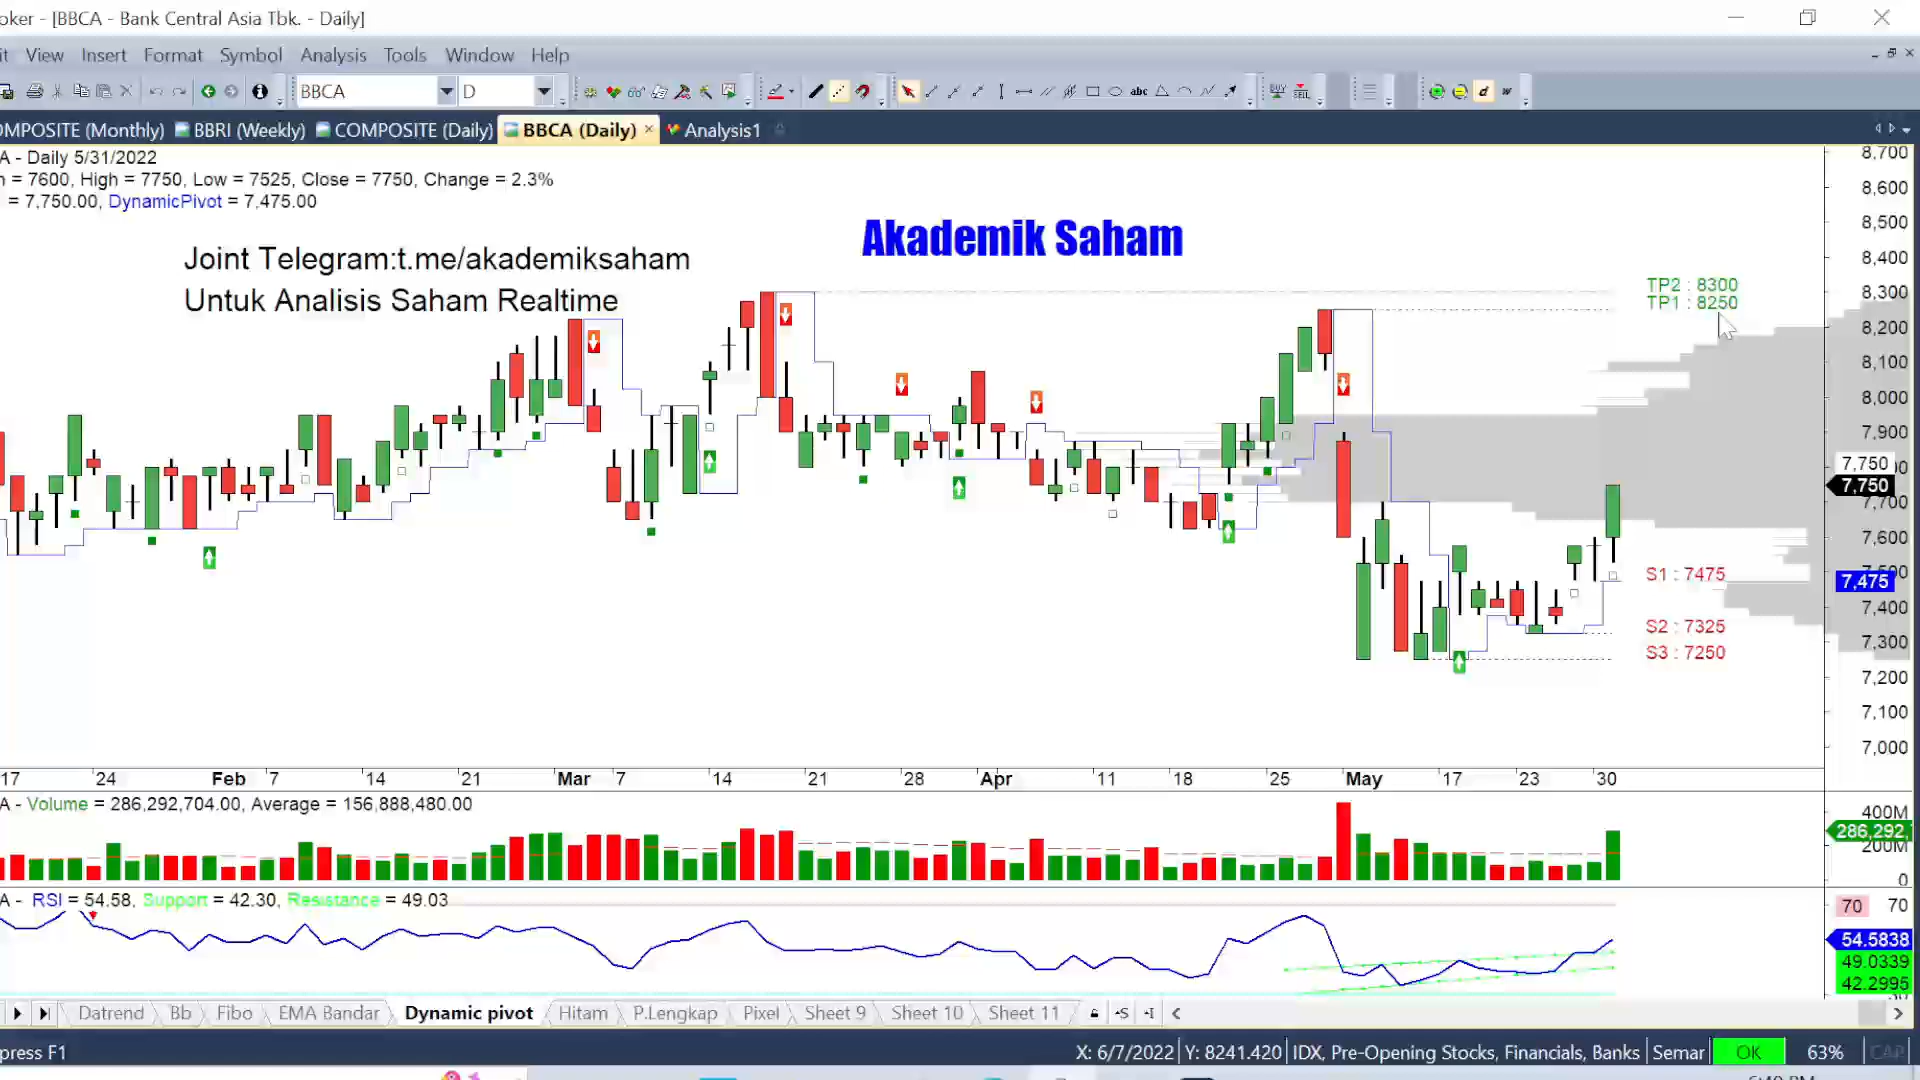 oker - [BBCA - Bank Central Asia Tbk. - Daily]
it View Insert Format Symbol Analysis Tools Window Help
BBCA D abc d w
OMPOSITE (Monthly) BBRI (Weekly) COMPOSITE (Daily) BBCA (Daily) Analysis1
A - Daily 5/31/2022
n = 7600, High = 7750, Low = 7525, Close = 7750, Change = 2.3%
= 7,750.00, DynamicPivot = 7,475.00
Akademik Saham
Joint Telegram:t.me/akademiksaham
Untuk Analisis Saham Realtime
TP2 : 8300
TP1 : 8250
S1 : 7475
S2 : 7325
S3 : 7250
8,700
8,600
8,500
8,400
8,300
8,200
8,100
8,000
7,900
7,750
7,750
7,700
7,600
7,475
7,400
7,300
7,200
7,100
7,000
17 24 Feb 7 14 21 Mar 7 14 21 28 Apr 11 18 25 May 17 23 30
A - Volume = 286,292,704.00, Average = 156,888,480.00
400M
286,292,
200M
0
A - RSI = 54.58, Support = 42.30, Resistance = 49.03
70 70
54.5838
49.0339
42.2995
Datrend Bb Fibo EMA Bandar Dynamic pivot Hitam P.Lengkap Pixel Sheet 9 Sheet 10 Sheet 11
press F1 X: 6/7/2022 Y: 8241.420 IDX, Pre-Opening Stocks, Financials, Banks Semar OK 63% CAP